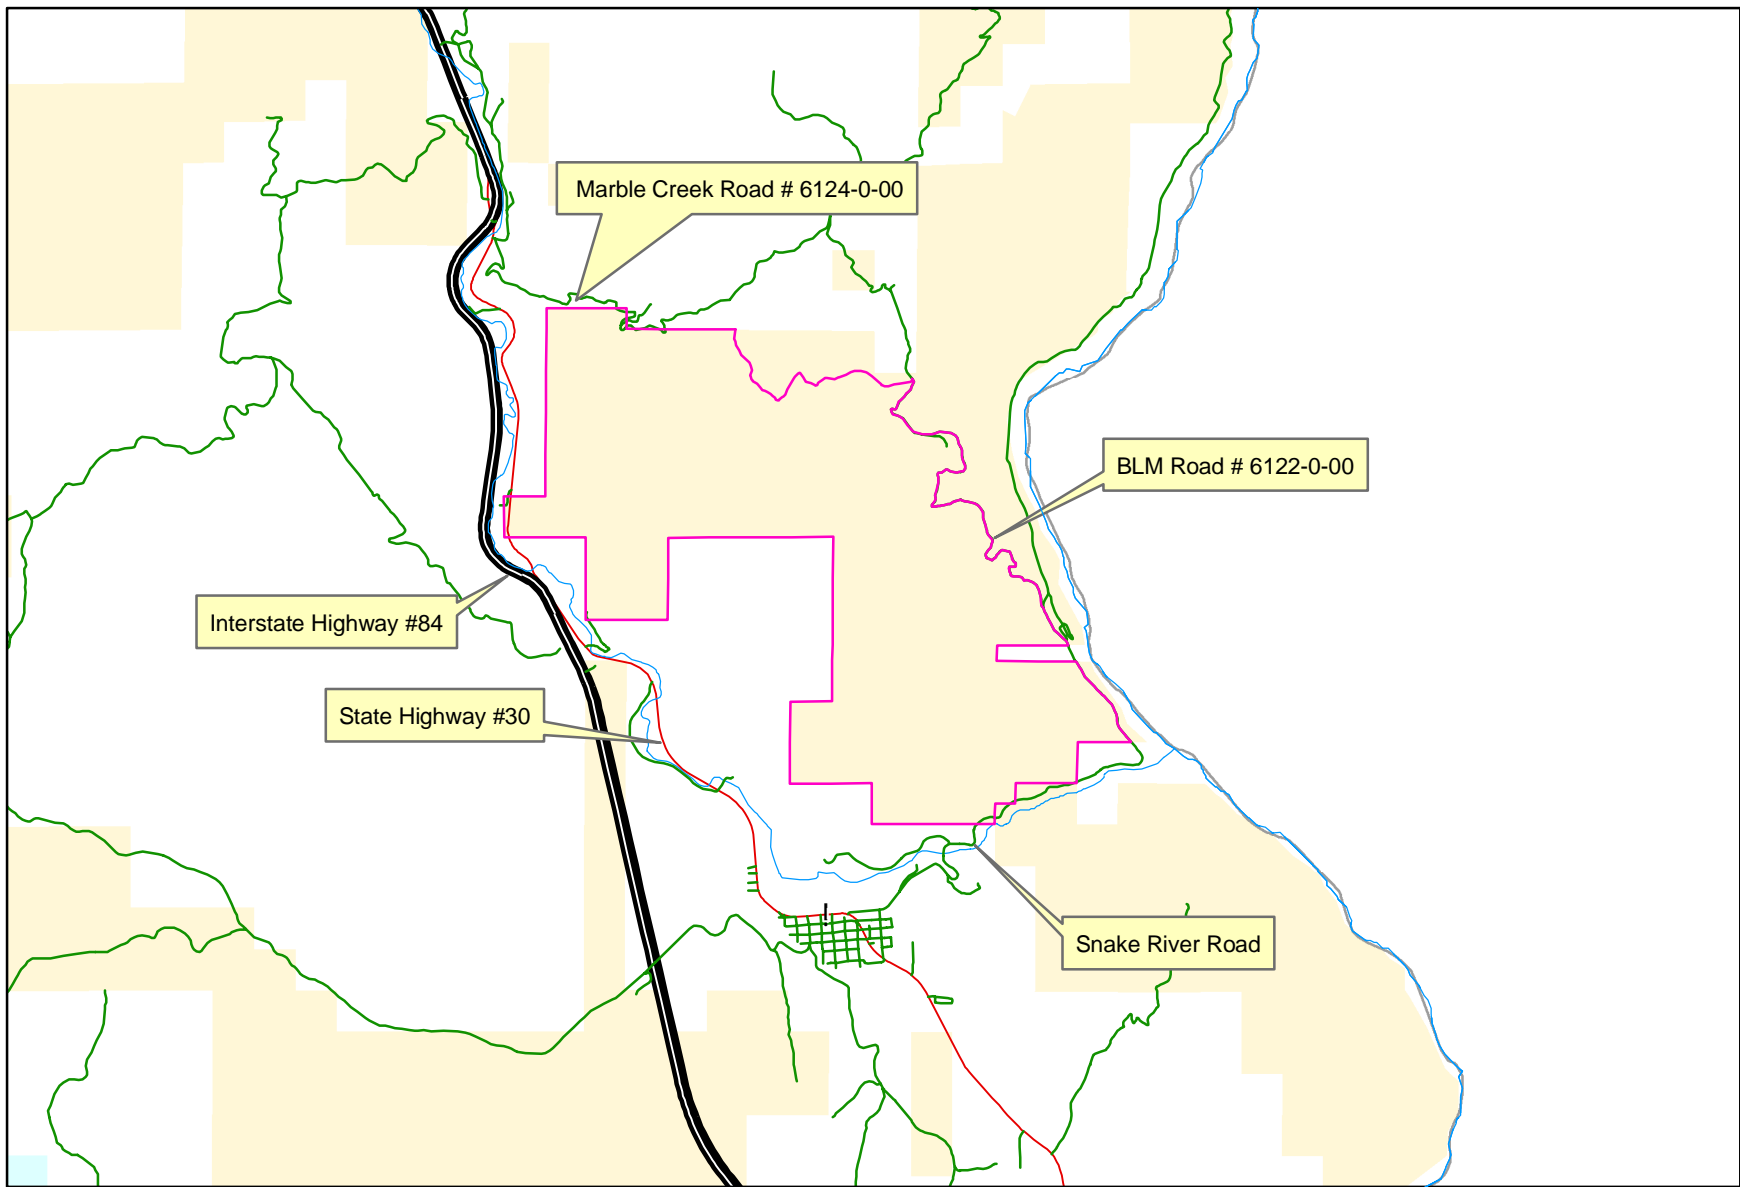 Marble Creek Road # 6124-0-00
BLM Road # 6122-0-00
Interstate Highway #84
State Highway #30
Snake River Road